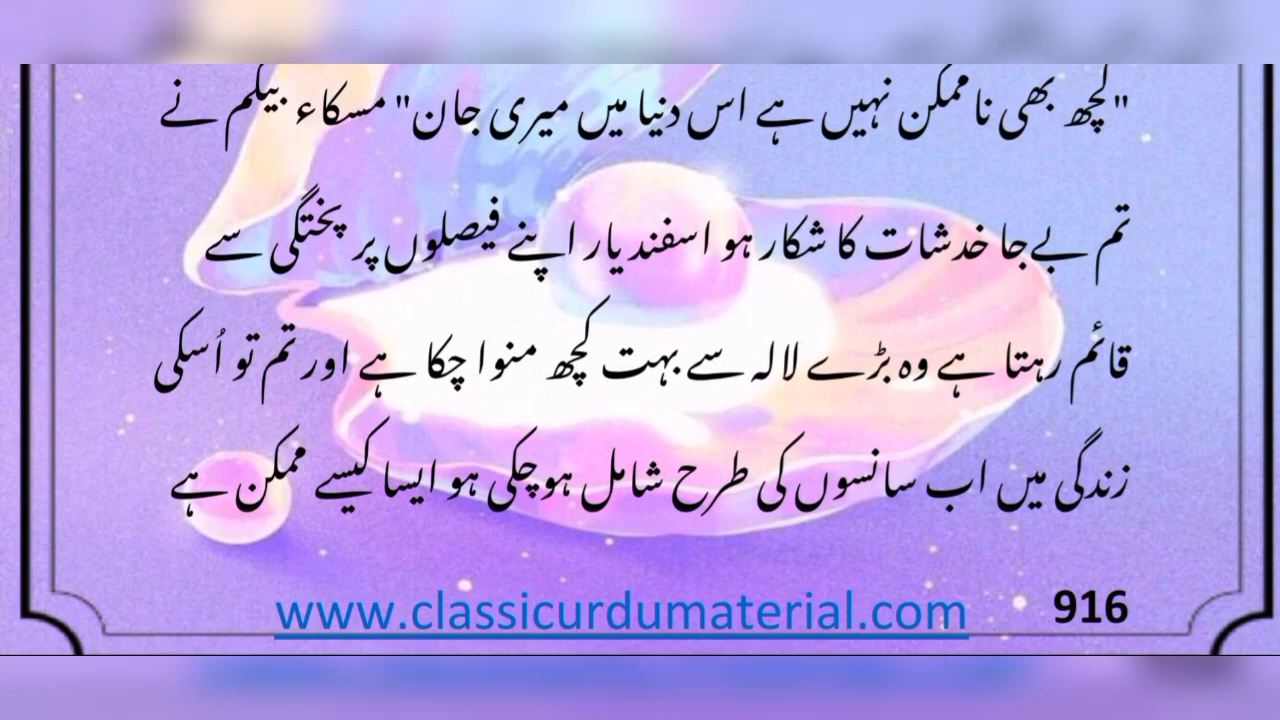 "کچھ بھی ناممکن نہیں ہے اس دنیا میں میری جان" مسکاء بیگم نے
تم بےجا خدشات کا شکار ہو اسفندیار اپنے فیصلوں پر پختگی سے
قائم رہتا ہے وہ بڑے لالہ سے بہت کچھ منوا چکا ہے اور تم تو اُسکی
زندگی میں اب سانسوں کی طرح شامل ہوچکی ہو ایسا کیسے ممکن ہے
www.classicurdumaterial.com 916